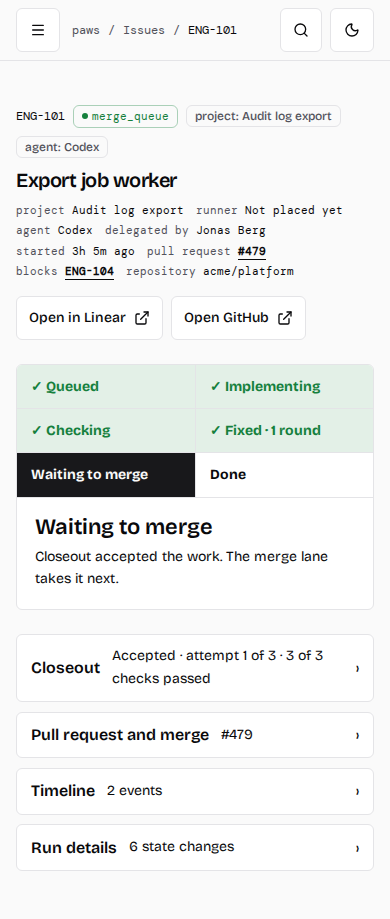 paws / Issues / ENG-101
ENG-101 merge_queue project: Audit log export
agent: Codex
Export job worker
project Audit log export runner Not placed yet
agent Codex delegated by Jonas Berg
started 3h 5m ago pull request #479
blocks ENG-104 repository acme/platform
Open in Linear Open GitHub
✓ Queued ✓ Implementing
✓ Checking ✓ Fixed · 1 round
Waiting to merge Done
Waiting to merge
Closeout accepted the work. The merge lane
takes it next.
Closeout Accepted · attempt 1 of 3 · 3 of 3
checks passed ›
Pull request and merge #479 ›
Timeline 2 events ›
Run details 6 state changes ›